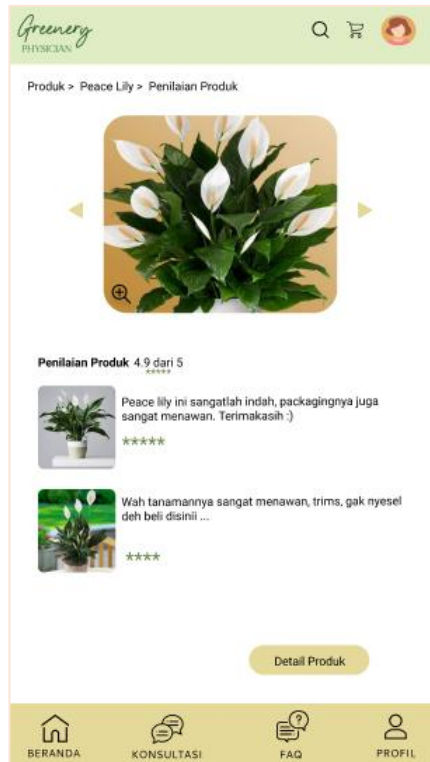 Greenery
PHYSICIAN
Produk > Peace Lily > Penilaian Produk
Penilaian Produk 4.9 dari 5
*****
Peace lily ini sangatlah indah, packagingnya juga
sangat menawan. Terimakasih :)
*****
Wah tanamannya sangat menawan, trims, gak nyesel
deh beli disinii ...
****
Detail Produk
BERANDA KONSULTASI FAQ PROFIL